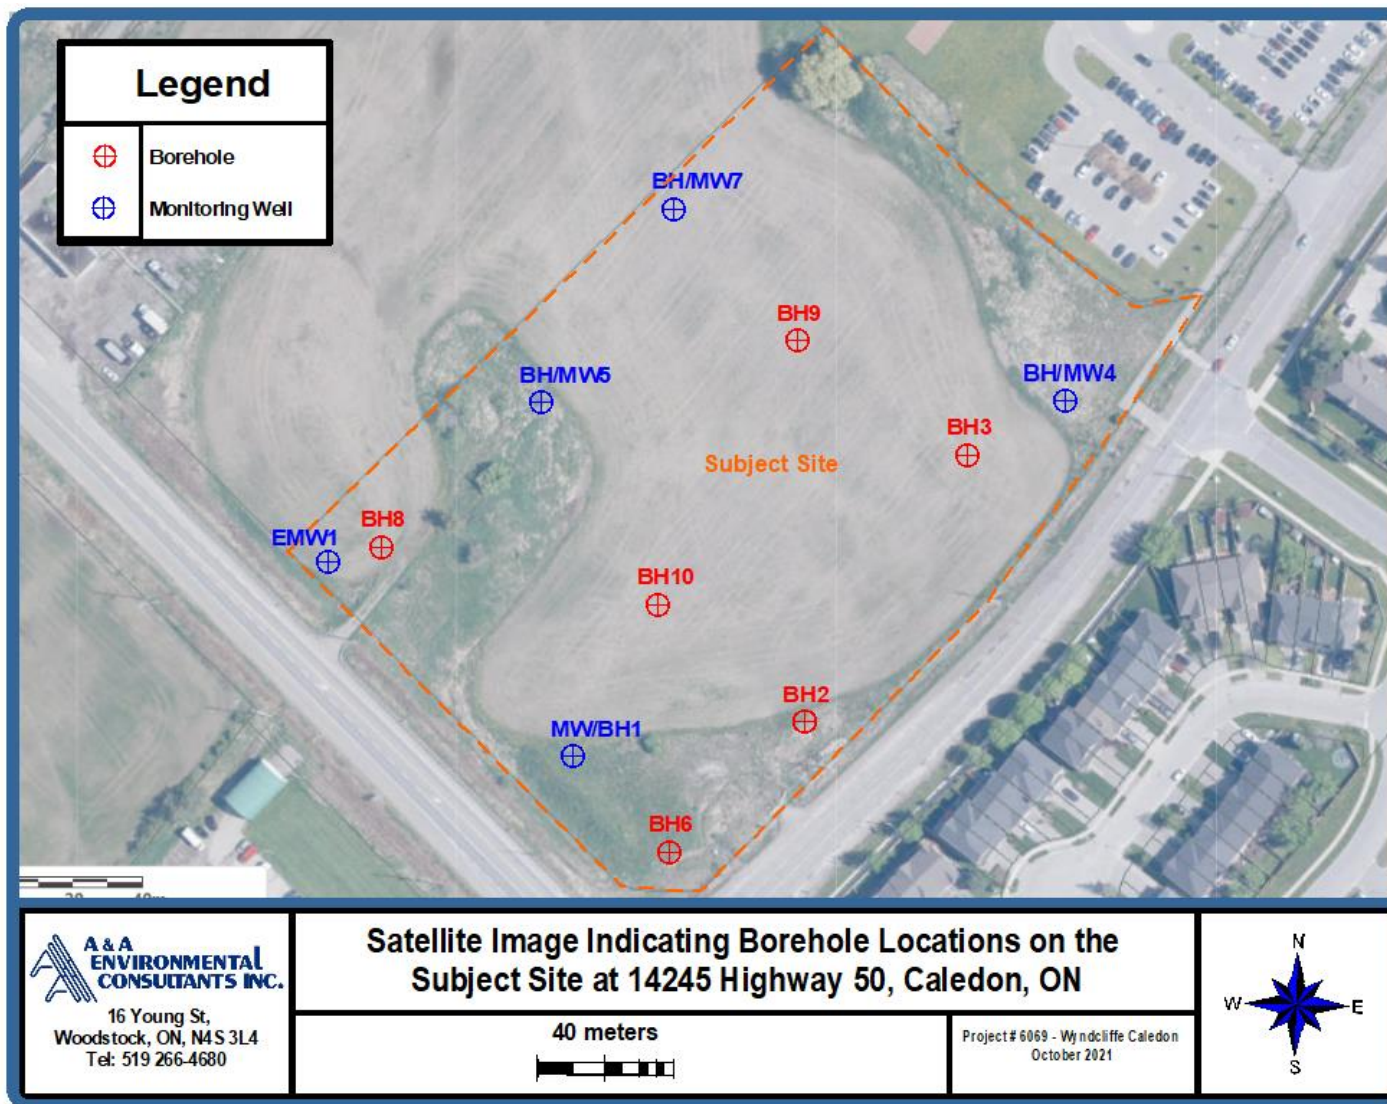 Legend
Borehole
Monitoring Well
BH/MW7
BH9
BH/MW5
BH/MW4
BH3
Subject Site
BH8
EMW1
BH10
BH2
MW/BH1
BH6
A & A
ENVIRONMENTAL
CONSULTANTS INC.
16 Young St,
Woodstock, ON, N4S 3L4
Tel: 519 266-4680
Satellite Image Indicating Borehole Locations on the
Subject Site at 14245 Highway 50, Caledon, ON
40 meters
Project # 6069 - Wyndcliffe Caledon
October 2021
N
W
E
S